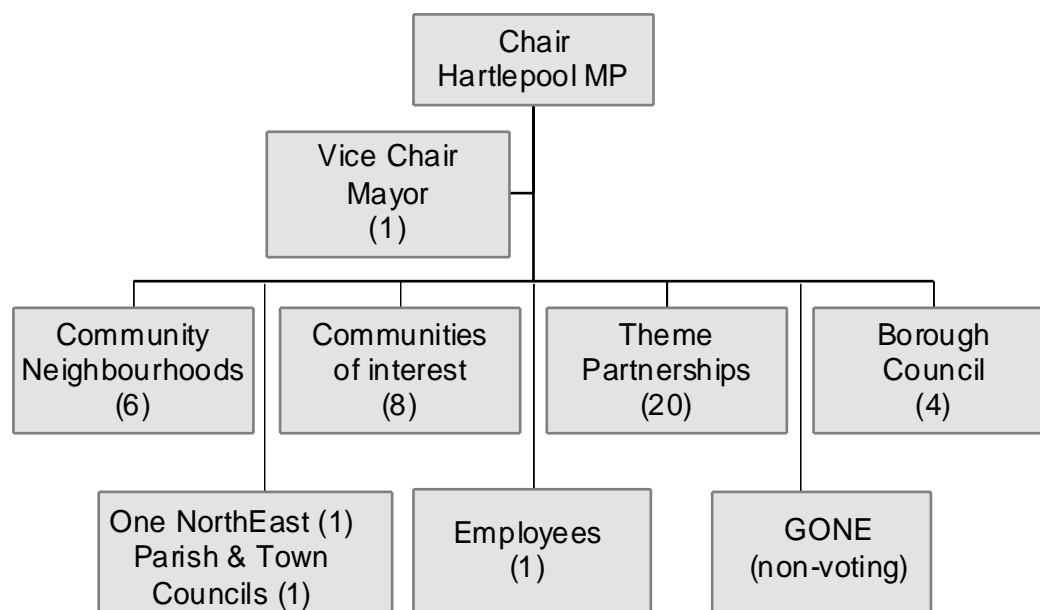 Chair
Hartlepool MP
Vice Chair
Mayor
(1)
Community
Neighbourhoods
(6)
Communities
of interest
(8)
Theme
Partnerships
(20)
Borough
Council
(4)
One NorthEast (1)
Parish & Town
Councils (1)
Employees
(1)
GONE
(non-voting)